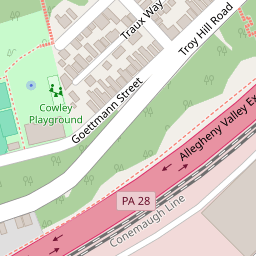 Traux Way
Troy Hill Road
Cowley
Playground
Goettmann Street
Allegheny Valley Ex
PA 28
Conemaugh Line